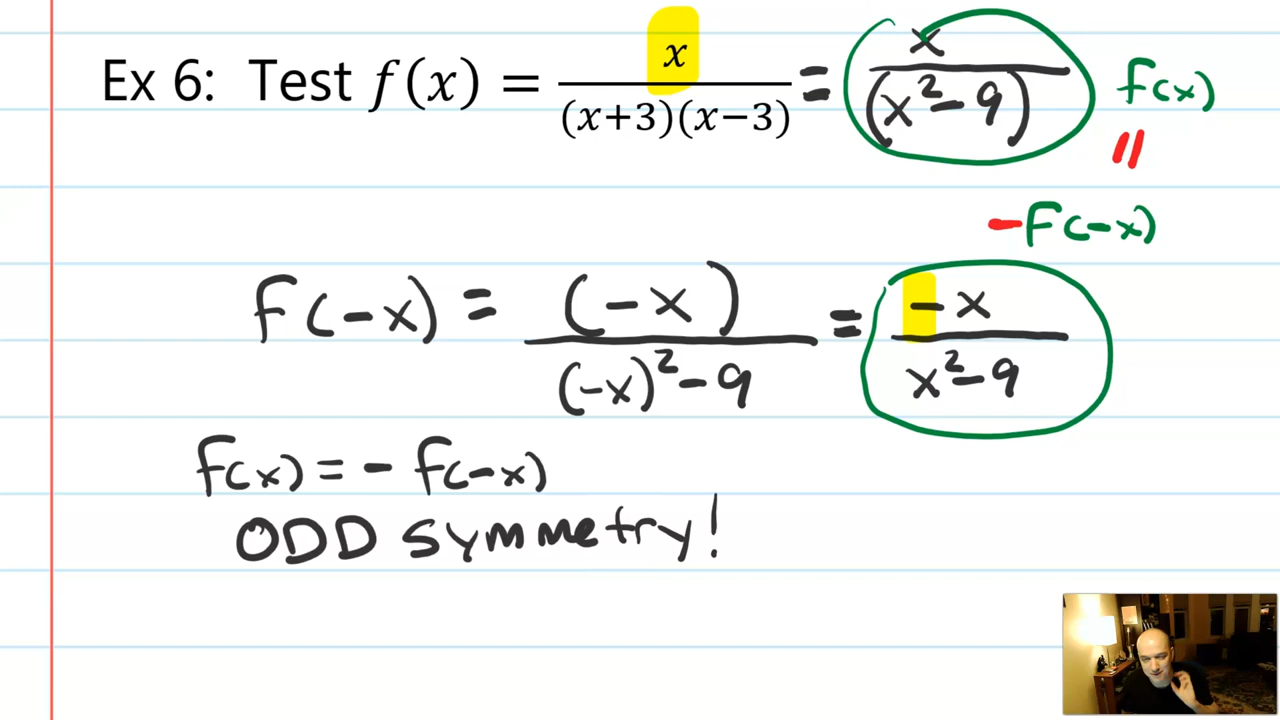 Ex 6: Test f(x) = x/((x+3)(x−3)) = x/(x²−9) f(x)
=
−f(−x)
f(−x) = (−x)/((−x)²−9) = −x/(x²−9)
f(x) = − f(−x)
ODD symmetry!